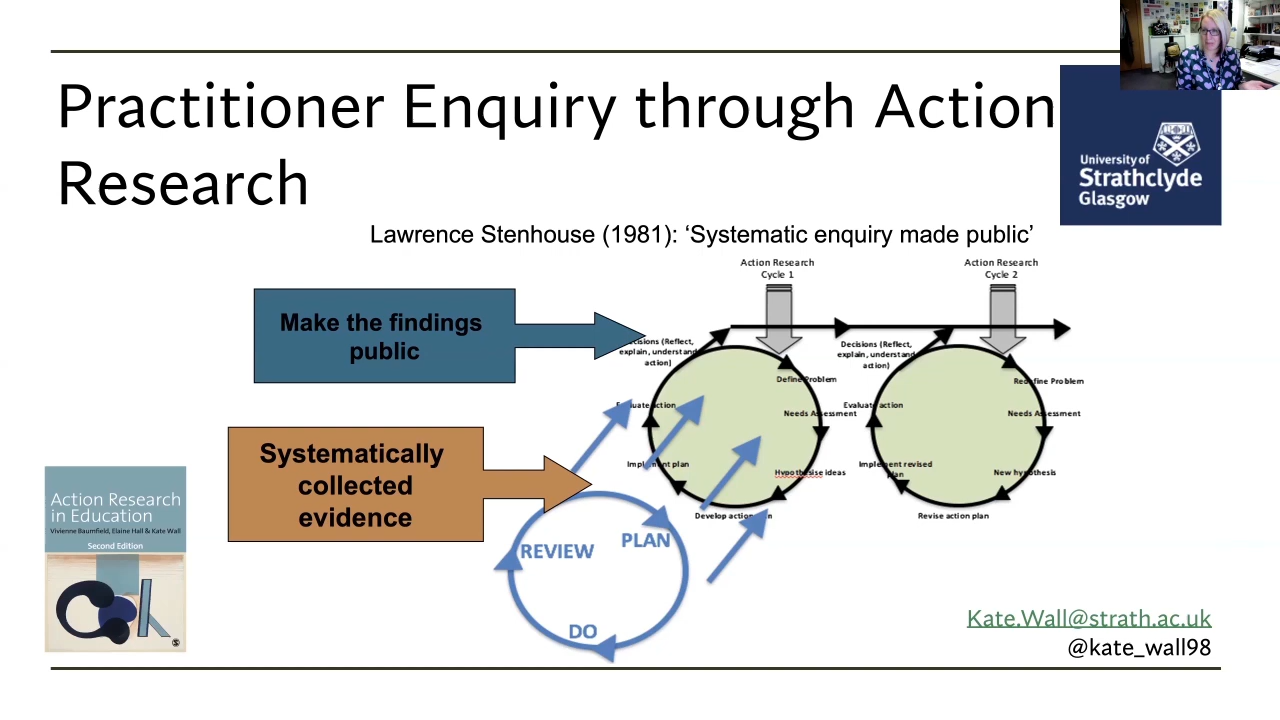 Practitioner Enquiry through Action
Research
University of
Strathclyde
Glasgow
Lawrence Stenhouse (1981): ‘Systematic enquiry made public’
Action Research
Cycle 1
Action Research
Cycle 2
Make the findings
public
(Reflect,
explain, understand
action)
Decisions (Reflect,
explain, understand
action)
Define Problem
Redefine Problem
action
Evaluate action
Needs Assessment
Needs Assessment
Implement plan
Hypothesise ideas
Implement revised
plan
New hypothesis
Develop action plan
Revise action plan
Systematically
collected
evidence
REVIEW
PLAN
DO
Action Research
in Education
Vivienne Baumfield, Elaine Hall & Kate Wall
Second Edition
Kate.Wall@strath.ac.uk
@kate_wall98